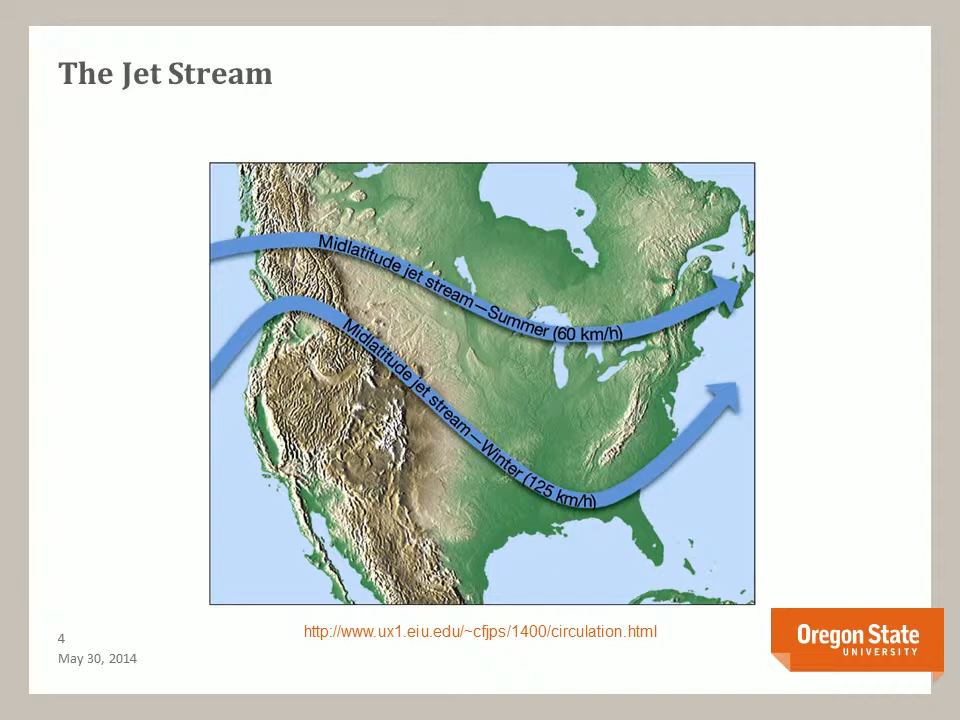 The Jet Stream
Midlatitude jet stream—Summer (60 km/h)
Midlatitude jet stream—Winter (125 km/h)
http://www.ux1.eiu.edu/~cfjps/1400/circulation.html
4
May 30, 2014
Oregon State
UNIVERSITY